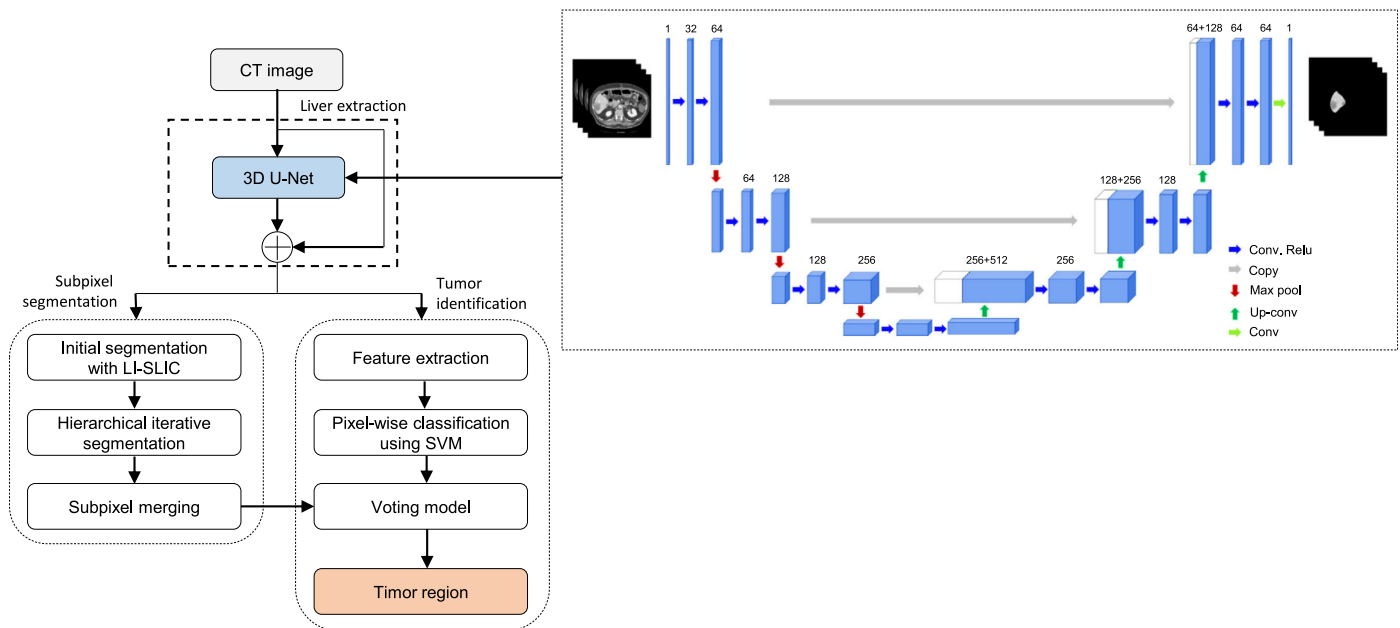 CT image
Liver extraction
3D U-Net
Subpixel
segmentation
Tumor
identification
Initial segmentation
with LI-SLIC
Hierarchical iterative
segmentation
Subpixel merging
Feature extraction
Pixel-wise classification
using SVM
Voting model
Timor region
1 32 64
64+128 64 64 1
64 128
128+256 128
128 256
256+512 256
Conv. Relu
Copy
Max pool
Up-conv
Conv